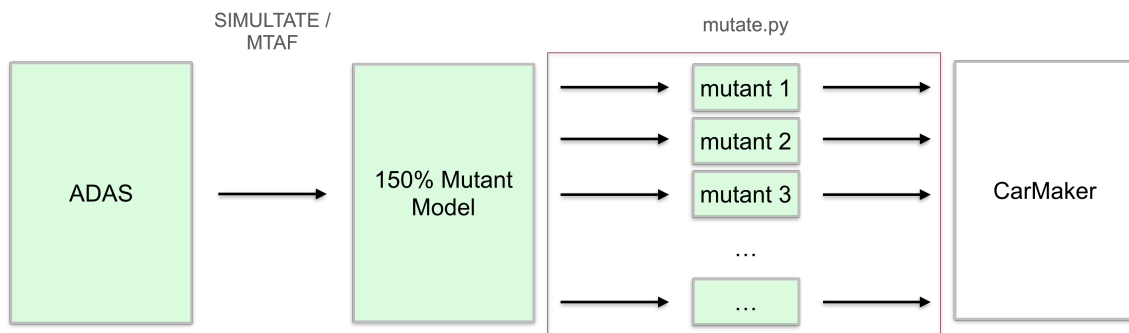 SIMULTATE /
MTAF
mutate.py
ADAS
150% Mutant
Model
mutant 1
mutant 2
mutant 3
...
...
CarMaker